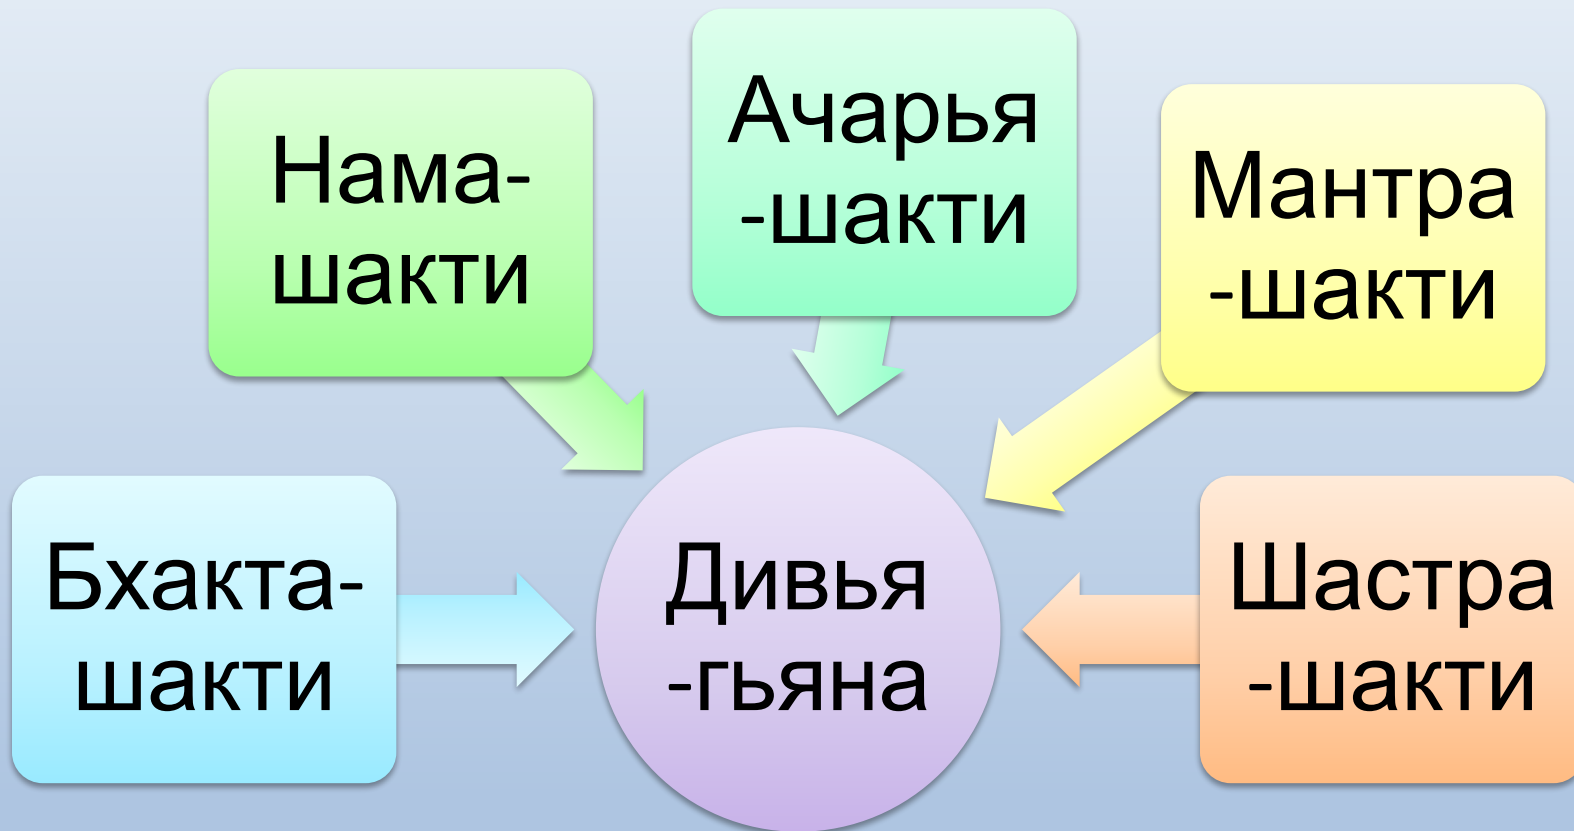 Нама-
шакти
Ачарья
-шакти
Мантра
-шакти
Бхакта-
шакти
Дивья
-гьяна
Шастра
-шакти